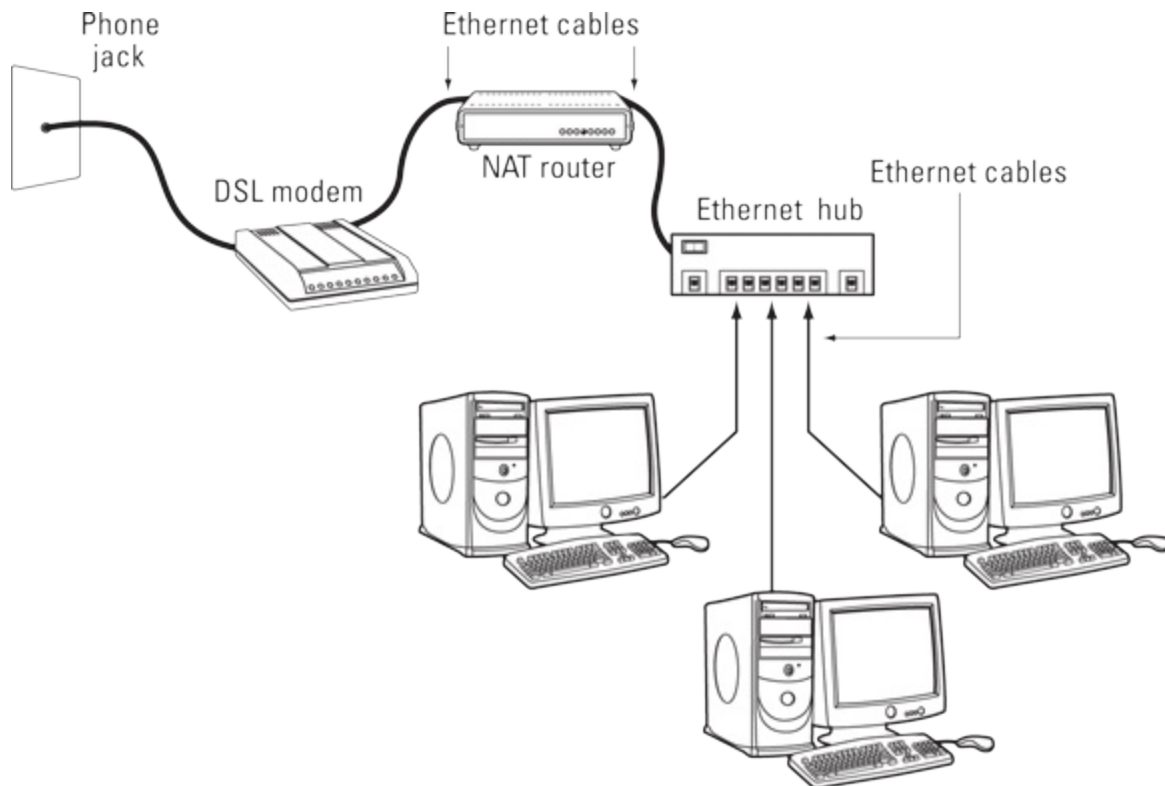 Phone
jack
Ethernet cables
NAT router
DSL modem
Ethernet hub
Ethernet cables